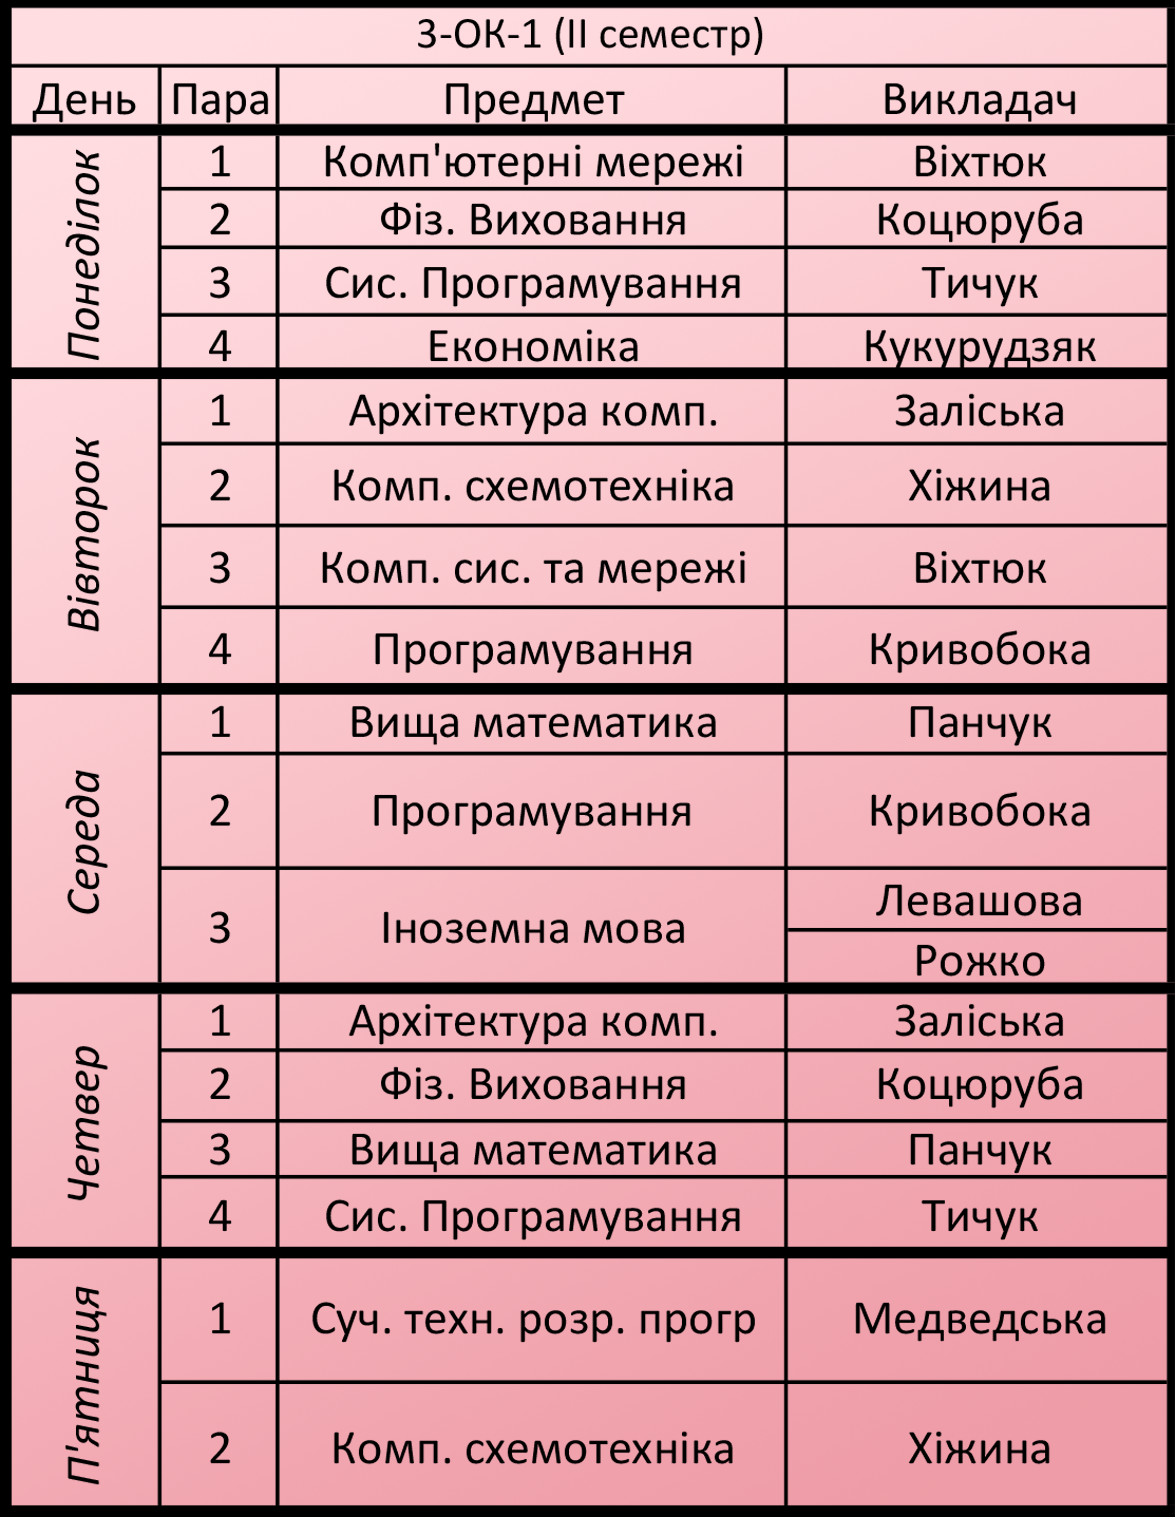 3-ОК-1 (ІІ семестр)
День Пара Предмет Викладач
Понеділок
1 Комп'ютерні мережі Віхтюк
2 Фіз. Виховання Коцюруба
3 Сис. Програмування Тичук
4 Економіка Кукурудзяк
Вівторок
1 Архітектура комп. Заліська
2 Комп. схемотехніка Хіжина
3 Комп. сис. та мережі Віхтюк
4 Програмування Кривобока
Середа
1 Вища математика Панчук
2 Програмування Кривобока
3 Іноземна мова Левашова
Рожко
Четвер
1 Архітектура комп. Заліська
2 Фіз. Виховання Коцюруба
3 Вища математика Панчук
4 Сис. Програмування Тичук
П'ятниця
1 Суч. техн. розр. прогр Медведська
2 Комп. схемотехніка Хіжина